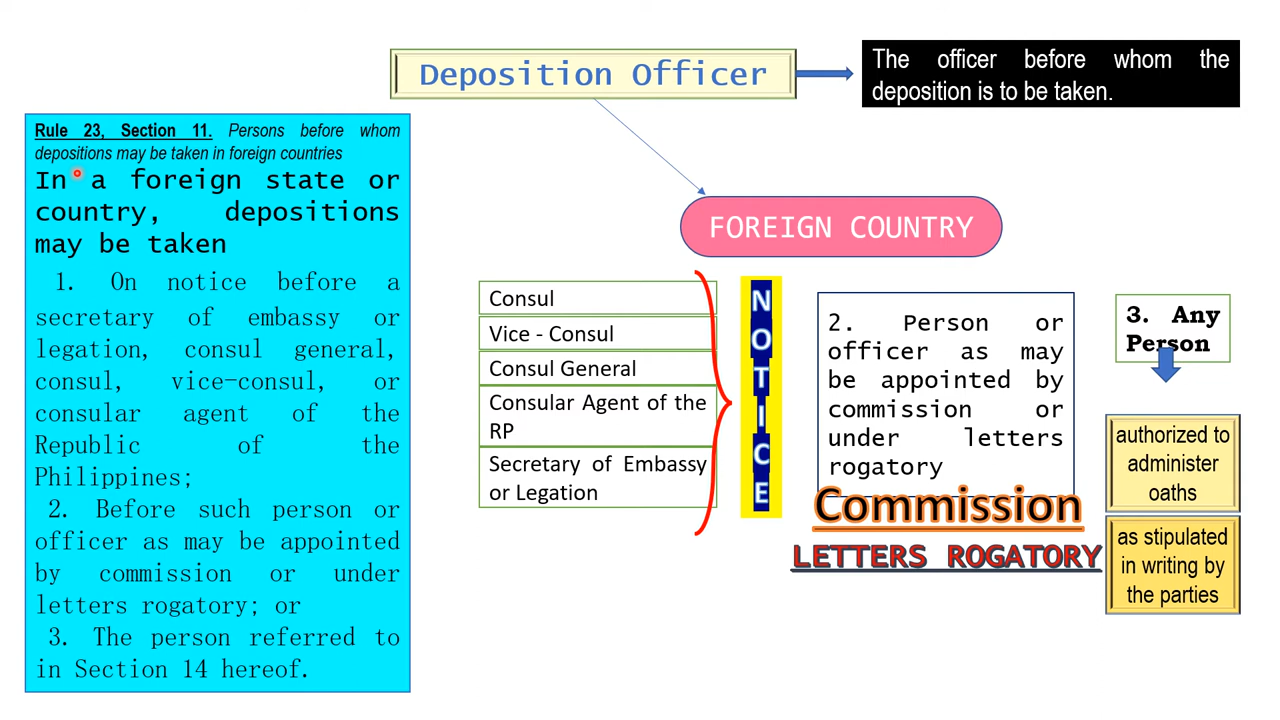 Deposition Officer
The officer before whom the
deposition is to be taken.
Rule 23, Section 11. Persons before whom
depositions may be taken in foreign countries
In a foreign state or
country, depositions
may be taken
1. On notice before a
secretary of embassy or
legation, consul general,
consul, vice-consul, or
consular agent of the
Republic of the
Philippines;
2. Before such person or
officer as may be appointed
by commission or under
letters rogatory; or
3. The person referred to
in Section 14 hereof.
FOREIGN COUNTRY
Consul
Vice - Consul
Consul General
Consular Agent of the
RP
Secretary of Embassy
or Legation
NOTICE
2. Person or
officer as may
be appointed by
commission or
under letters
rogatory
Commission
LETTERS ROGATORY
3. Any
Person
authorized to
administer
oaths
as stipulated
in writing by
the parties